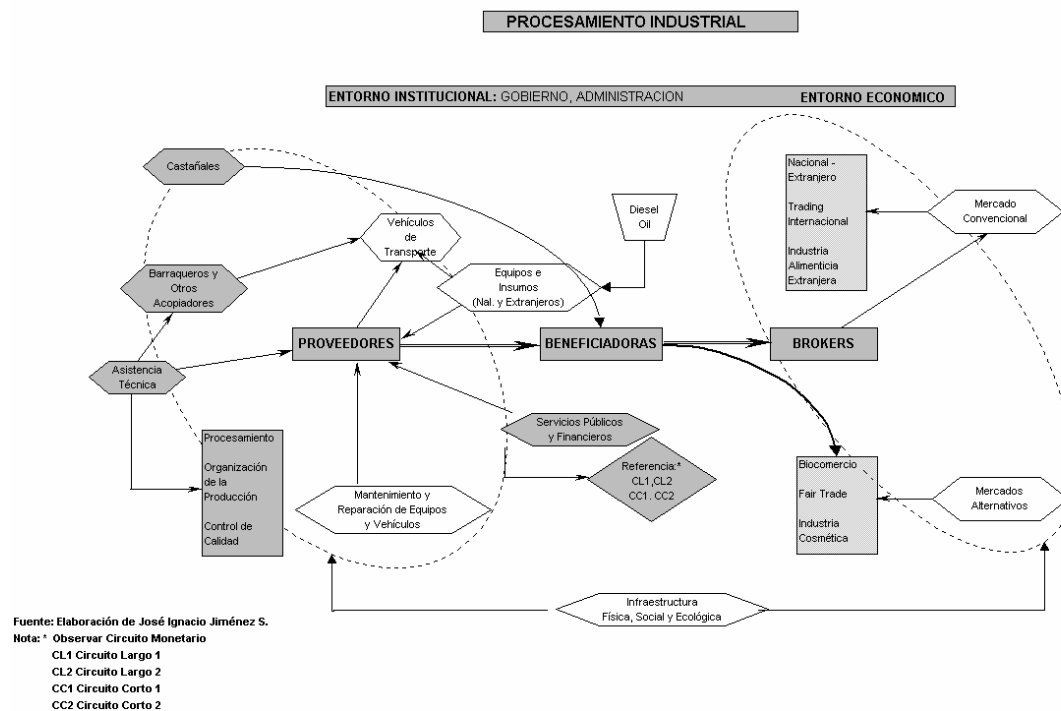 PROCESAMIENTO INDUSTRIAL
ENTORNO INSTITUCIONAL: GOBIERNO, ADMINISTRACION
ENTORNO ECONOMICO
Castañales
Nacional -
Extranjero
Trading
Internacional
Industria
Alimenticia
Extranjera
Mercado
Convencional
Diesel
Oil
Vehículos
de
Transporte
Barraqueros y
Otros
Acopiadores
Equipos e
Insumos
(Nal. y Extranjeros)
PROVEEDORES
BENEFICIADORAS
BROKERS
Asistencia
Técnica
Servicios Públicos
y Financieros
Procesamiento
Organización
de la
Producción
Control de
Calidad
Referencia:*
CL1,CL2
CC1. CC2
Biocomercio
Fair Trade
Industria
Cosmética
Mercados
Alternativos
Mantenimiento y
Reparación de Equipos
y Vehículos
Infraestructura
Física, Social y Ecológica
Fuente: Elaboración de José Ignacio Jiménez S.
Nota: * Observar Circuito Monetario
CL1 Circuito Largo 1
CL2 Circuito Largo 2
CC1 Circuito Corto 1
CC2 Circuito Corto 2